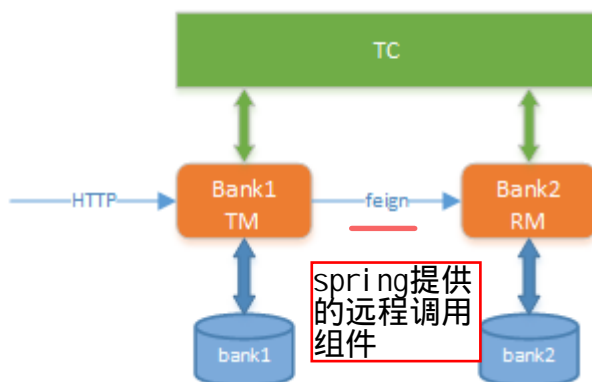 TC
HTTP
Bank1
TM
feign
Bank2
RM
spring提供
的远程调用
组件
bank1
bank2